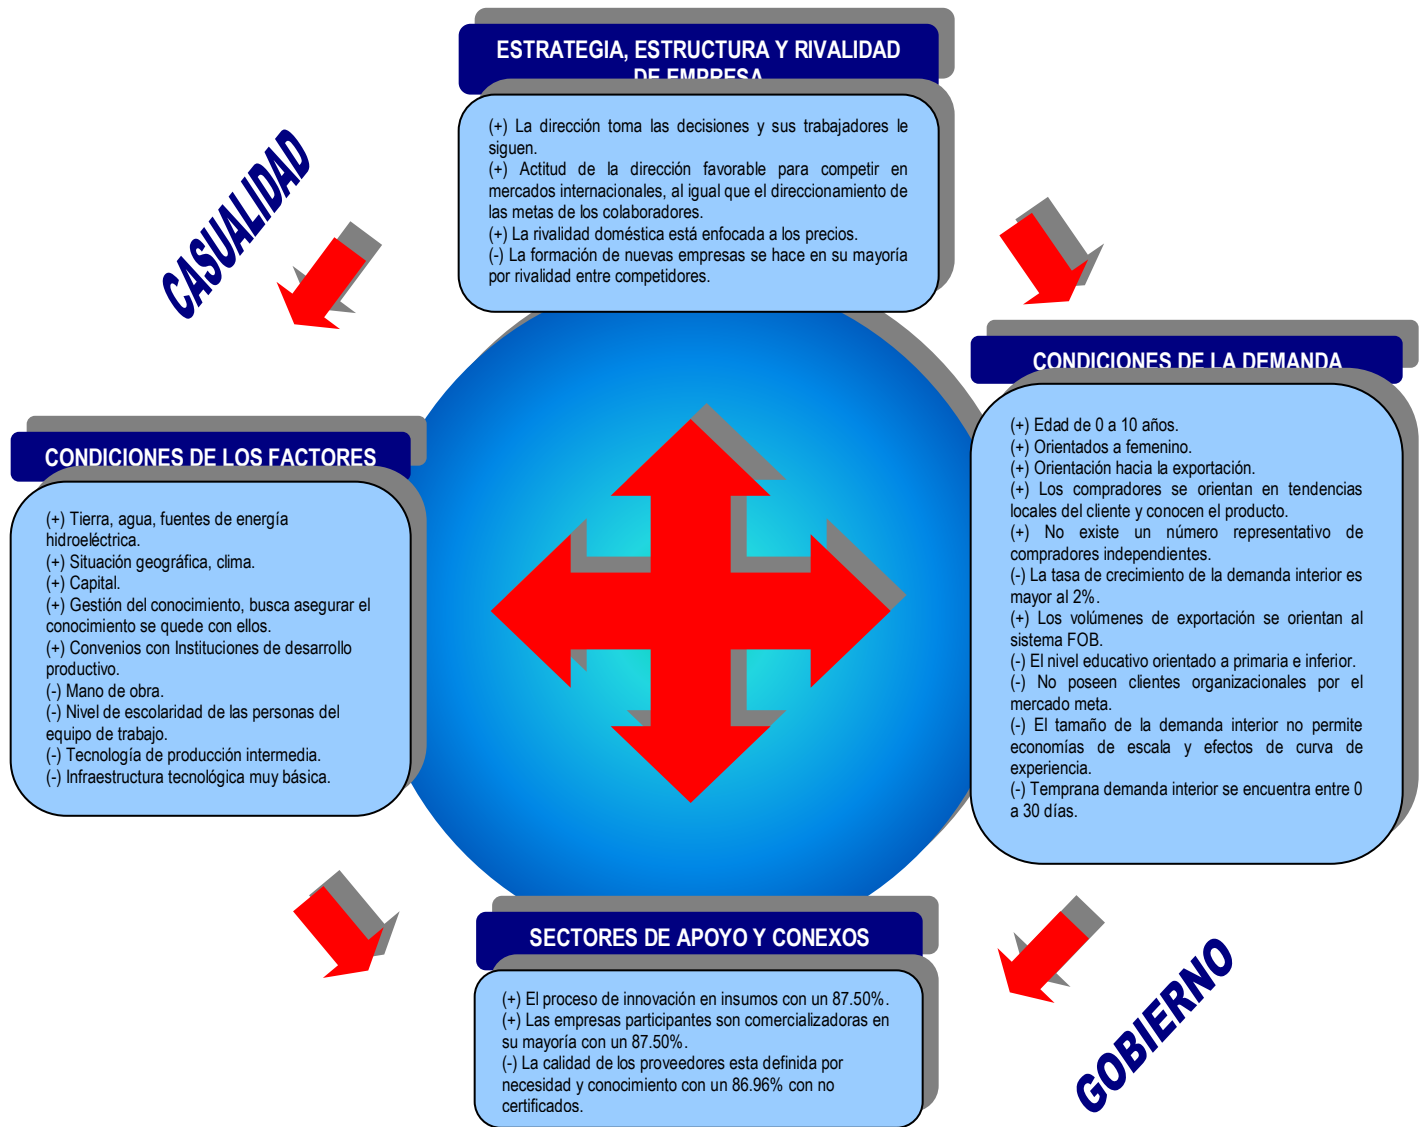 ESTRATEGIA, ESTRUCTURA Y RIVALIDAD
DE EMPRESA
(+) La dirección toma las decisiones y sus trabajadores le
siguen.
(+) Actitud de la dirección favorable para competir en
mercados internacionales, al igual que el direccionamiento de
las metas de los colaboradores.
(+) La rivalidad doméstica está enfocada a los precios.
(-) La formación de nuevas empresas se hace en su mayoría
por rivalidad entre competidores.
CASUALIDAD
CONDICIONES DE LA DEMANDA
(+) Edad de 0 a 10 años.
(+) Orientados a femenino.
(+) Orientación hacia la exportación.
(+) Los compradores se orientan en tendencias
locales del cliente y conocen el producto.
(+) No existe un número representativo de
compradores independientes.
(-) La tasa de crecimiento de la demanda interior es
mayor al 2%.
(+) Los volúmenes de exportación se orientan al
sistema FOB.
(-) El nivel educativo orientado a primaria e inferior.
(-) No poseen clientes organizacionales por el
mercado meta.
(-) El tamaño de la demanda interior no permite
economías de escala y efectos de curva de
experiencia.
(-) Temprana demanda interior se encuentra entre 0
a 30 días.
CONDICIONES DE LOS FACTORES
(+) Tierra, agua, fuentes de energía
hidroeléctrica.
(+) Situación geográfica, clima.
(+) Capital.
(+) Gestión del conocimiento, busca asegurar el
conocimiento se quede con ellos.
(+) Convenios con Instituciones de desarrollo
productivo.
(-) Mano de obra.
(-) Nivel de escolaridad de las personas del
equipo de trabajo.
(-) Tecnología de producción intermedia.
(-) Infraestructura tecnológica muy básica.
SECTORES DE APOYO Y CONEXOS
(+) El proceso de innovación en insumos con un 87.50%.
(+) Las empresas participantes son comercializadoras en
su mayoría con un 87.50%.
(-) La calidad de los proveedores esta definida por
necesidad y conocimiento con un 86.96% con no
certificados.
GOBIERNO